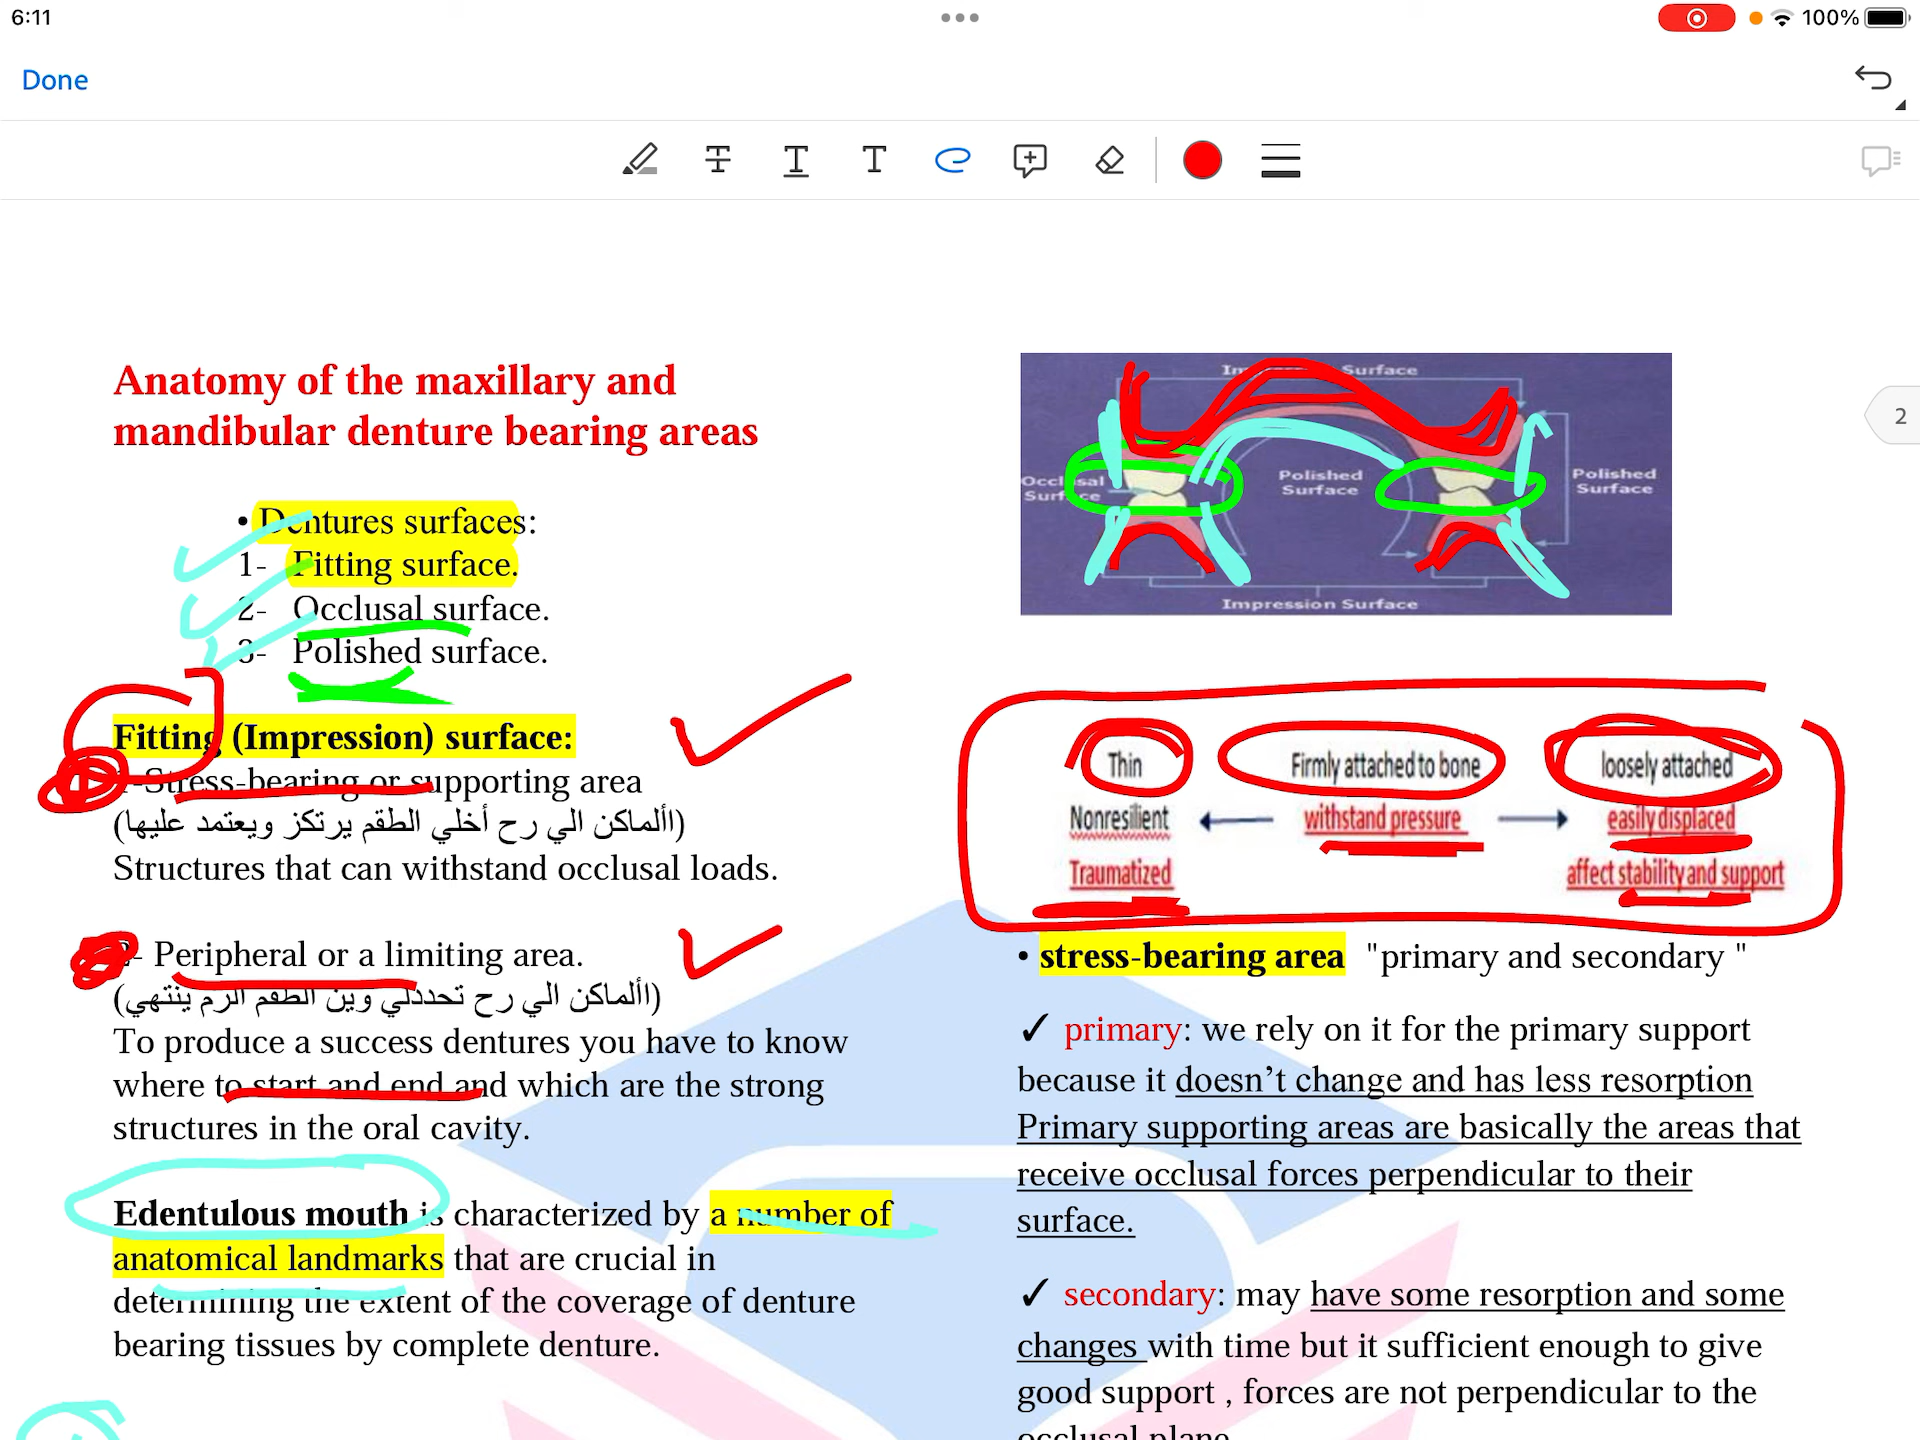 6:11
100%
Done
T T T
2
Anatomy of the maxillary and
mandibular denture bearing areas
• Dentures surfaces:
1- Fitting surface.
2- Occlusal surface.
3- Polished surface.
Fitting (Impression) surface:
1-Stress-bearing or supporting area
(األماكن الي رح أخلي الطقم يرتكز ويعتمد عليها)
Structures that can withstand occlusal loads.
2- Peripheral or a limiting area.
(األماكن الي رح تحددلي وين الطقم الزم ينتهي)
To produce a success dentures you have to know
where to start and end and which are the strong
structures in the oral cavity.
Edentulous mouth is characterized by a number of
anatomical landmarks that are crucial in
determining the extent of the coverage of denture
bearing tissues by complete denture.
Surface
Occlusal
Surface
Polished
Surface
Polished
Surface
Impression Surface
Thin Firmly attached to bone loosely attached
Nonresilient withstand pressure easily displaced
Traumatized affect stability and support
• stress-bearing area "primary and secondary "
✓ primary: we rely on it for the primary support
because it doesn’t change and has less resorption
Primary supporting areas are basically the areas that
receive occlusal forces perpendicular to their
surface.
✓ secondary: may have some resorption and some
changes with time but it sufficient enough to give
good support , forces are not perpendicular to the
occlusal plane